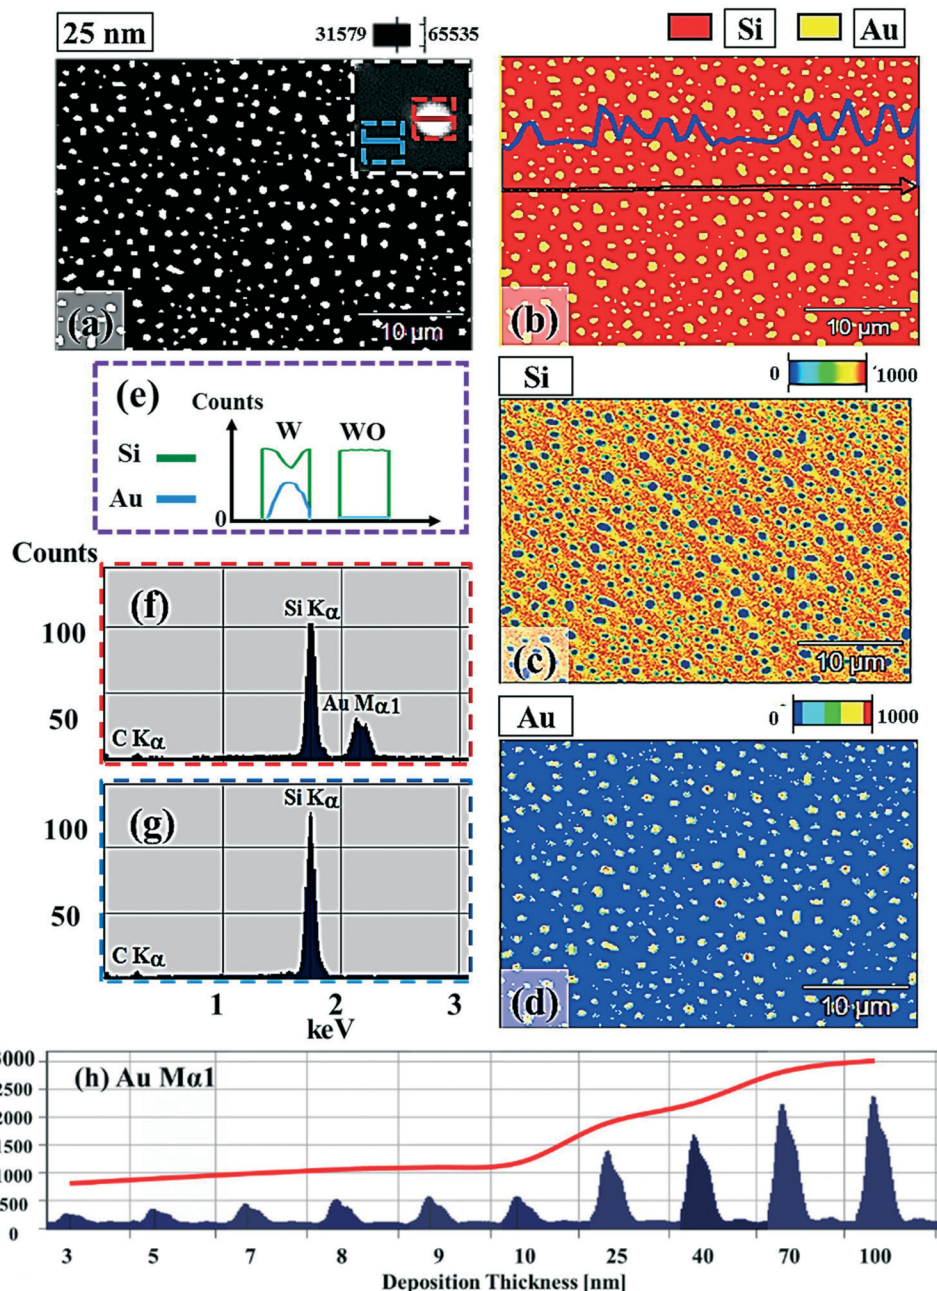 25 nm
31579
65535
Si
Au
(a)
10 µm
(b)
10 µm
(e)
Counts
Si
Au
W
WO
0
Si
0
1000
(c)
10 µm
Counts
(f)
100
50
Si Kα
Au Mα1
C Kα
Au
0
1000
(d)
10 µm
(g)
100
50
Si Kα
C Kα
1 2 3
keV
(h) Au Mα1
3000
2500
2000
1500
1000
500
0
3 5 7 8 9 10 25 40 70 100
Deposition Thickness [nm]